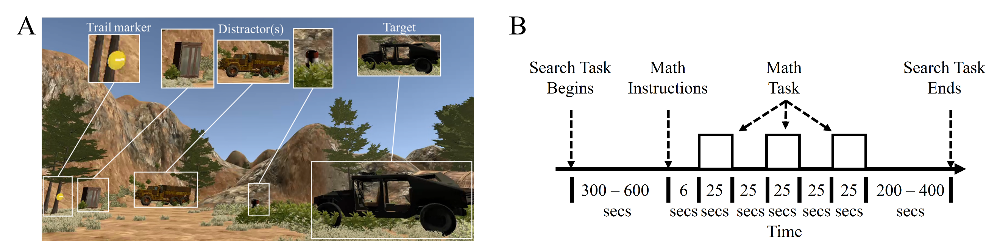 A
Trail marker
Distractor(s)
Target
B
Search Task
Begins
Math
Instructions
Math
Task
Search Task
Ends
300 – 600
secs
6
secs
25
secs
25
secs
25
secs
25
secs
25
secs
200 – 400
secs
Time